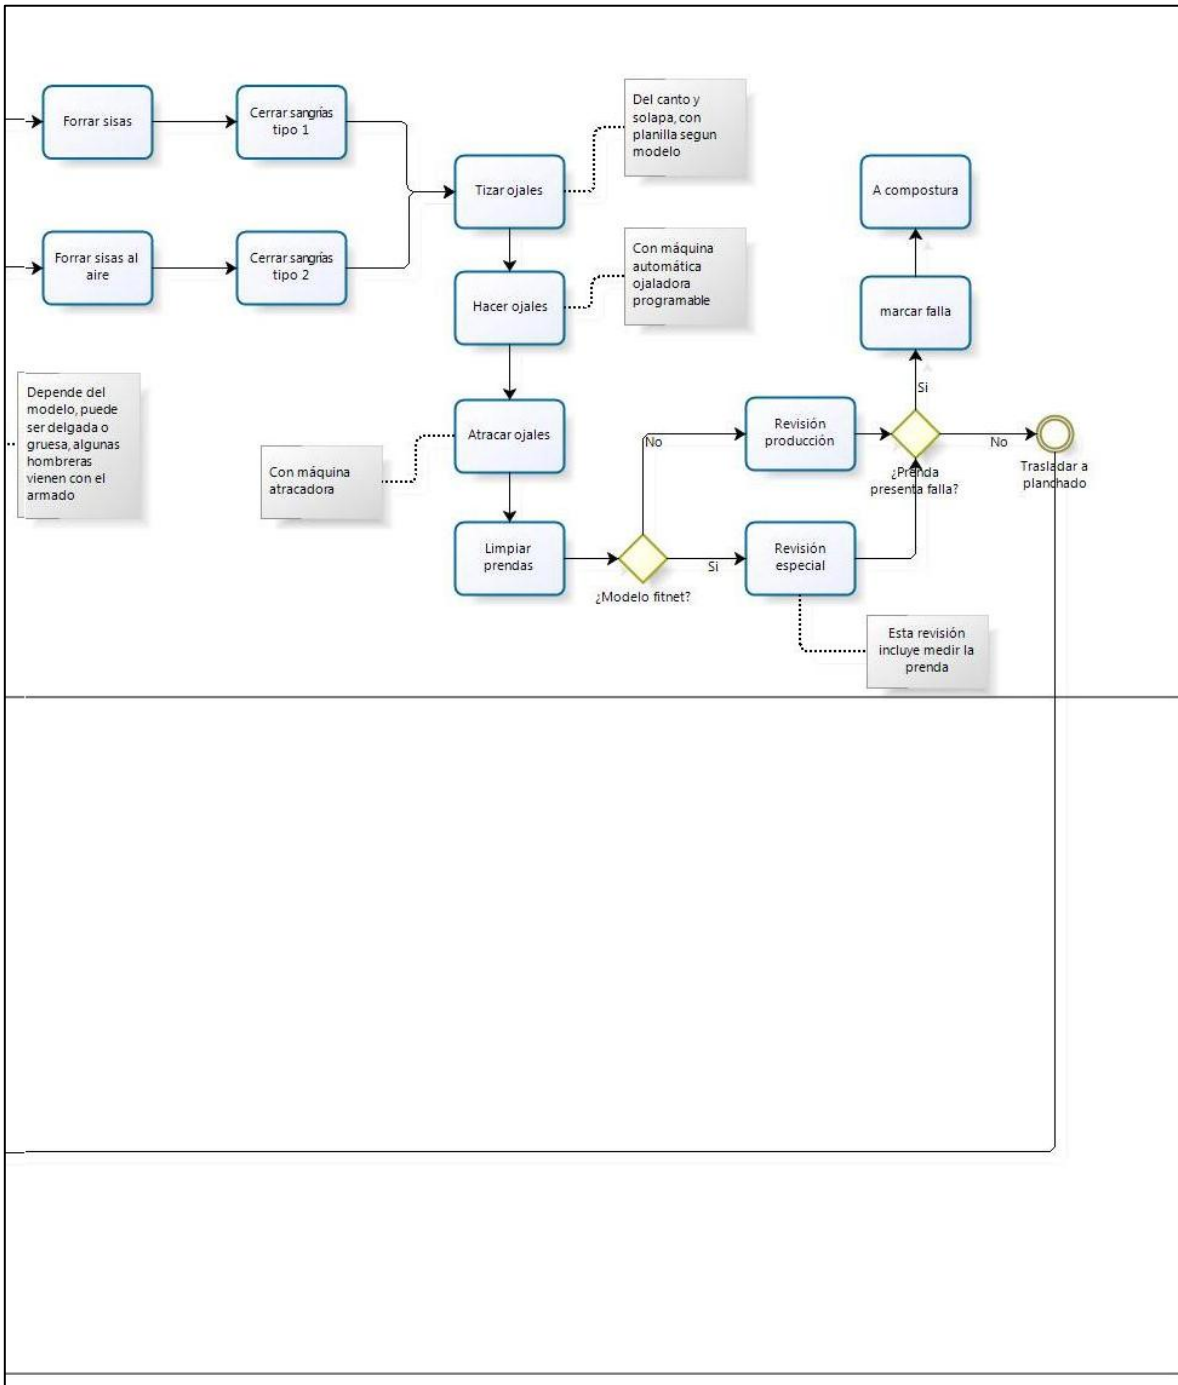 Forrar sisas
Cerrar sangrías
tipo 1
Del canto y
solapa, con
planilla segun
modelo
Tizar ojales
A compostura
Forrar sisas al
aire
Cerrar sangrías
tipo 2
Con máquina
automática
ojaladora
programable
Hacer ojales
marcar falla
Depende del
modelo, puede
ser delgada o
gruesa, algunas
hombreras
vienen con el
armado
Si
Atracar ojales
Con máquina
atracadora
No
Revisión
producción
¿Prenda
presenta falla?
No
Trasladar a
planchado
Limpiar
prendas
¿Modelo fitnet?
Si
Revisión
especial
Esta revisión
incluye medir la
prenda